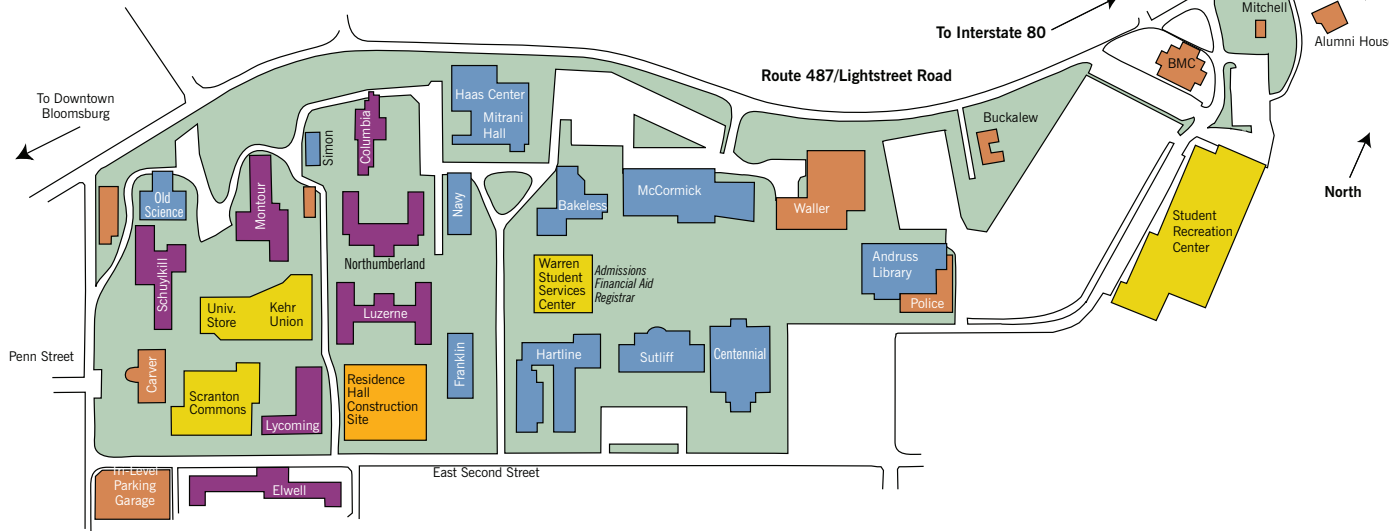 Mitchell
To Interstate 80
Alumni House
BMC
Route 487/Lightstreet Road
To Downtown
Bloomsburg
Haas Center
Mitrani
Hall
Buckalew
Columbia
Simon
North
Old
Science
Montour
Navy
Bakeless
McCormick
Waller
Student
Recreation
Center
Northumberland
Schuylkill
Warren
Student
Services
Center
Admissions
Financial Aid
Registrar
Andruss
Library
Police
Univ.
Store
Kehr
Union
Luzerne
Penn Street
Carver
Scranton
Commons
Lycoming
Residence
Hall
Construction
Site
Franklin
Hartline
Sutliff
Centennial
East Second Street
Tri-Level
Parking
Garage
Elwell